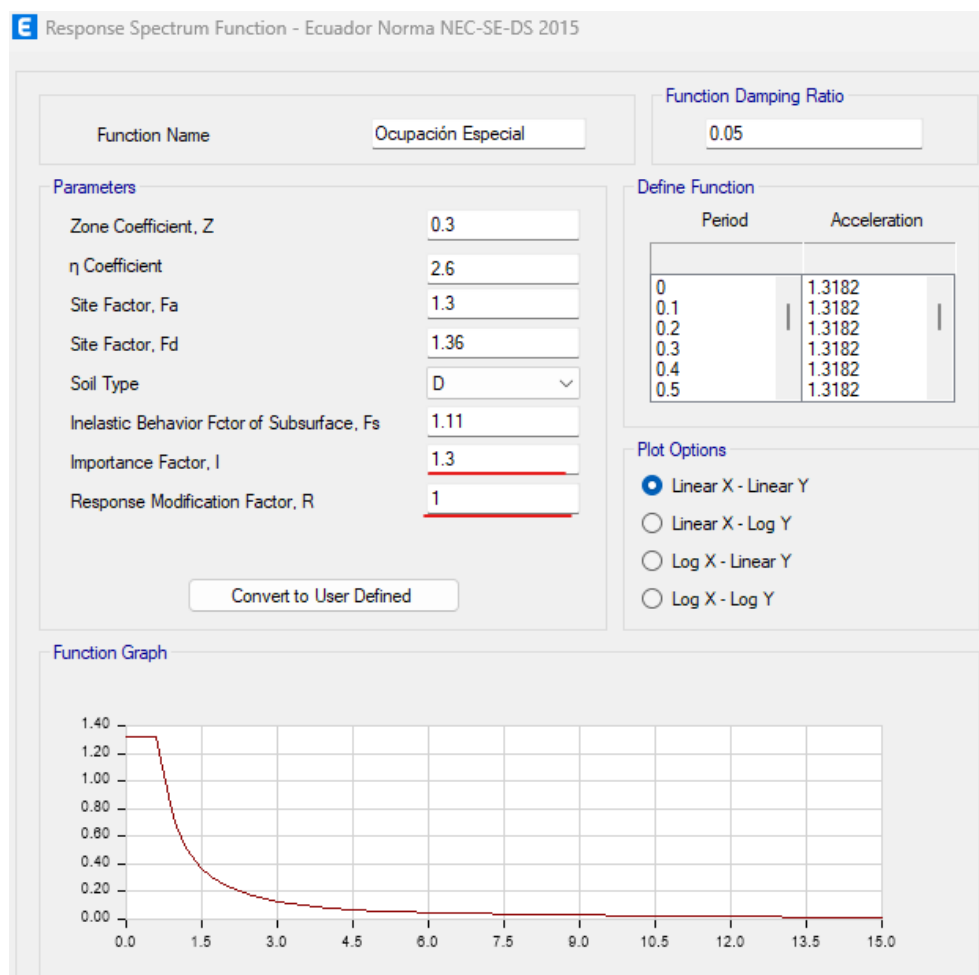 E Response Spectrum Function - Ecuador Norma NEC-SE-DS 2015
Function Name Ocupación Especial
Function Damping Ratio
0.05
Parameters
Zone Coefficient, Z 0.3
η Coefficient 2.6
Site Factor, Fa 1.3
Site Factor, Fd 1.36
Soil Type D
Inelastic Behavior Fctor of Subsurface, Fs 1.11
Importance Factor, I 1.3
Response Modification Factor, R 1
Convert to User Defined
Define Function
Period Acceleration
0 1.3182
0.1 1.3182
0.2 1.3182
0.3 1.3182
0.4 1.3182
0.5 1.3182
Plot Options
Linear X - Linear Y
Linear X - Log Y
Log X - Linear Y
Log X - Log Y
Function Graph
1.40
1.20
1.00
0.80
0.60
0.40
0.20
0.00
0.0 1.5 3.0 4.5 6.0 7.5 9.0 10.5 12.0 13.5 15.0